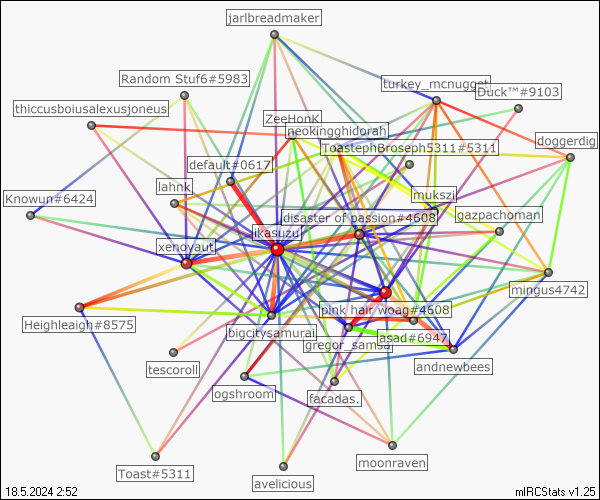 jarlbreadmaker
Random Stuf6#5983
turkey_mcnugget
Duck™#9103
thiccusboiusalexusjoneus
ZeeHonK
neokingghidorah
ToastephBroseph5311#5311
doggerdig
default#0617
lahnk
mukszi
Knowun#6424
disaster of passion#4608
gazpachoman
ikasuzu
xenoyaut
mingus4742
pink hair woag#4608
Heighleagh#8575
bigcitysamurai
gregor_samsa
asad#6947
andnewbees
tescoroll
ogshroom
facadas.
moonraven
Toast#5311
avelicious
18.5.2024 2:52
mIRCStats v1.25